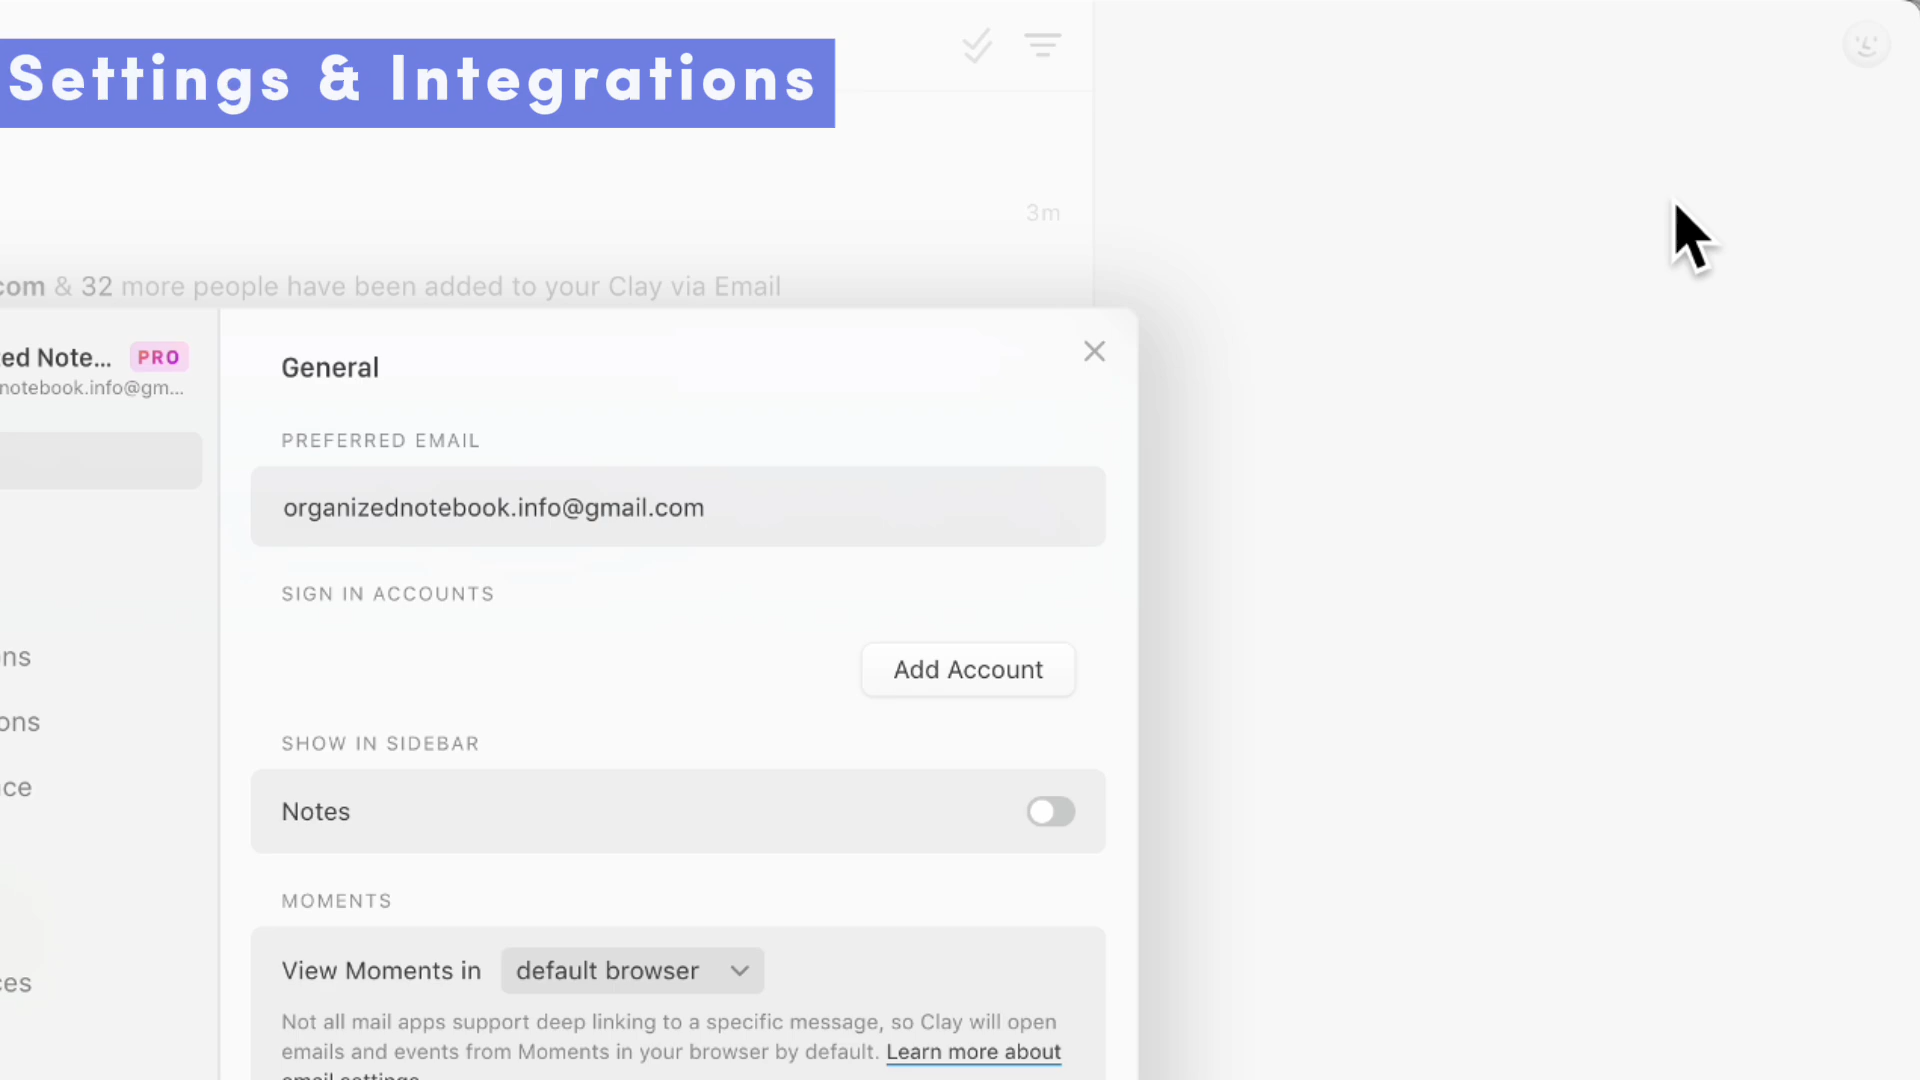 Settings & Integrations
3m
com & 32 more people have been added to your Clay via Email
ed Note... PRO
notebook.info@gm...
General
PREFERRED EMAIL
organizednotebook.info@gmail.com
SIGN IN ACCOUNTS
ns
Add Account
ons
SHOW IN SIDEBAR
ce
Notes
MOMENTS
View Moments in default browser
ces
Not all mail apps support deep linking to a specific message, so Clay will open
emails and events from Moments in your browser by default. Learn more about
email settings.